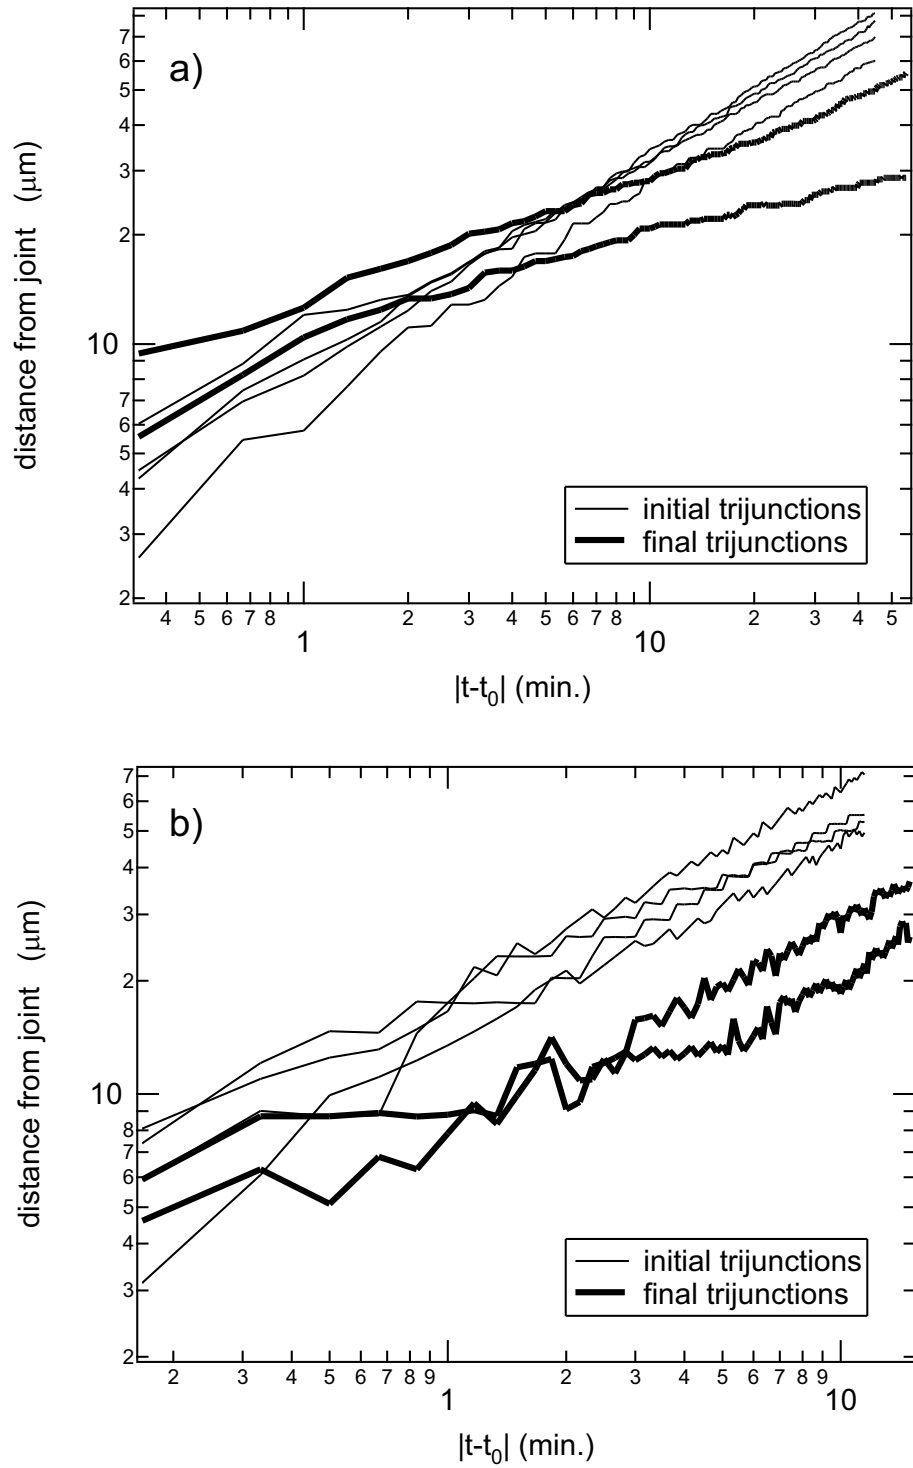 a)
distance from joint (μm)
7
6
5
4
3
2
10
7
6
5
4
3
2
initial trijunctions
final trijunctions
4 5 6 7 8 1 2 3 4 5 6 7 8 10 2 3 4 5
|t-t0| (min.)
b)
distance from joint (μm)
7
6
5
4
3
2
10
8
7
6
5
4
3
2
initial trijunctions
final trijunctions
2 3 4 5 6 7 8 9 1 2 3 4 5 6 7 8 9 10
|t-t0| (min.)